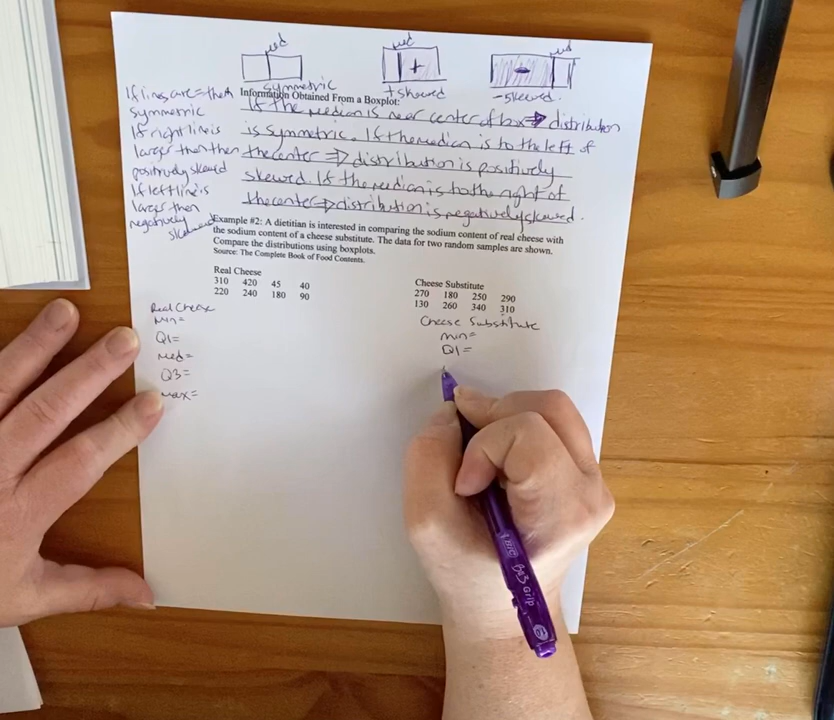 med med med
+ -
symmetric +skewed -skewed.
Information Obtained From a Boxplot:
If the median is near center of box ⇒ distribution
is symmetric. If the median is to the left of
the center ⇒ distribution is positively
skewed. If the median is to the right of
the center ⇒ distribution is negatively skewed.
If lines are = then
symmetric
If right line is
larger then then
positively skewed
If left line is
larger then
negatively
skewed
Example #2: A dietitian is interested in comparing the sodium content of real cheese with
the sodium content of a cheese substitute. The data for two random samples are shown.
Compare the distributions using boxplots.
Source: The Complete Book of Food Contents.
Real Cheese
310 420 45 40
220 240 180 90
Cheese Substitute
270 180 250 290
130 260 340 310
Real Cheese
Min=
Q1=
Med=
Q3=
Max=
Cheese Substitute
Min=
Q1=
BIC B23 Grip